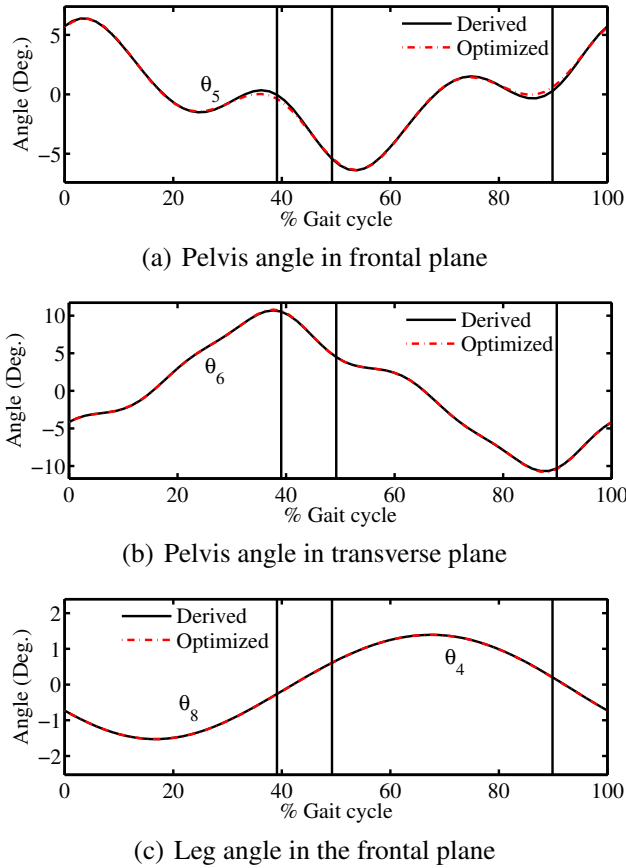 Derived
Optimized
θ5
5
0
−5
Angle (Deg.)
0 20 40 60 80 100
% Gait cycle
(a) Pelvis angle in frontal plane
Derived
Optimized
θ6
10
5
0
−5
−10
Angle (Deg.)
0 20 40 60 80 100
% Gait cycle
(b) Pelvis angle in transverse plane
Derived
Optimized
θ8
θ4
2
1
0
−1
−2
Angle (Deg.)
0 20 40 60 80 100
% Gait cycle
(c) Leg angle in the frontal plane